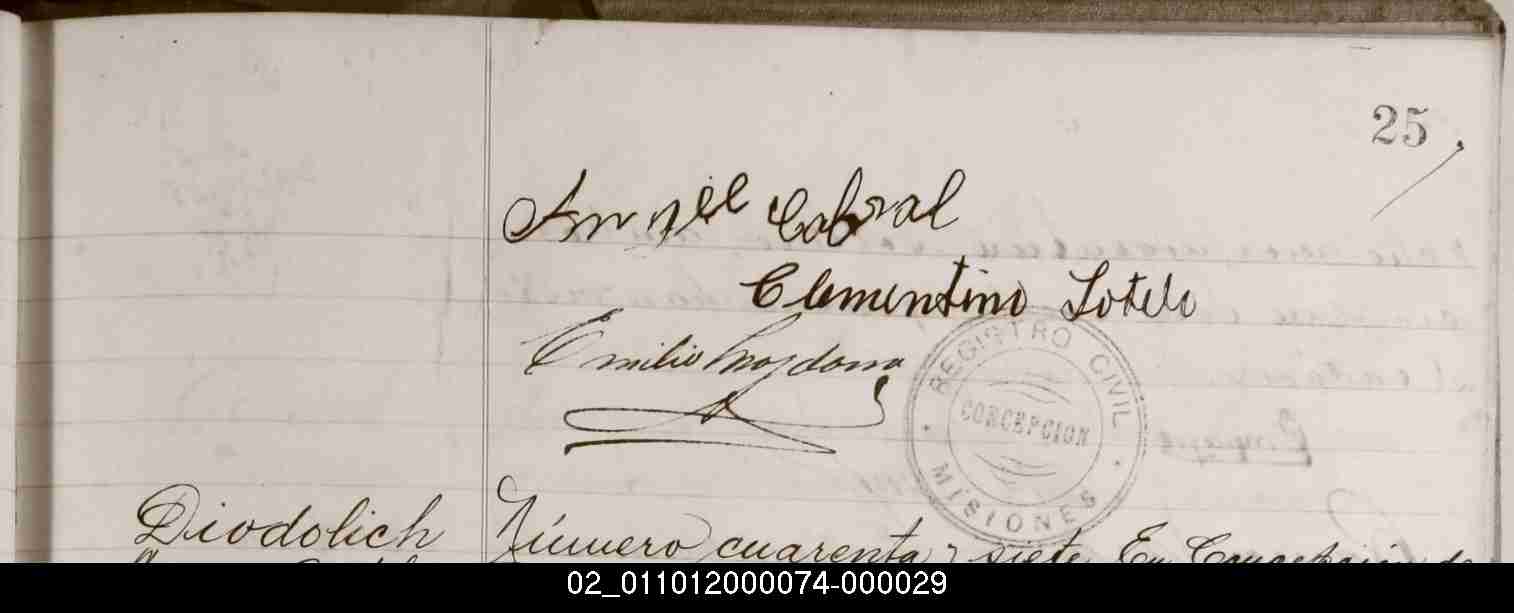 25
Angel Cabral
Clementino Sotelo
Emilio
REGISTRO CIVIL
CONCEPCION
MISIONES
Diodolich
Número cuarenta y siete En Concepción de
02_011012000074-000029